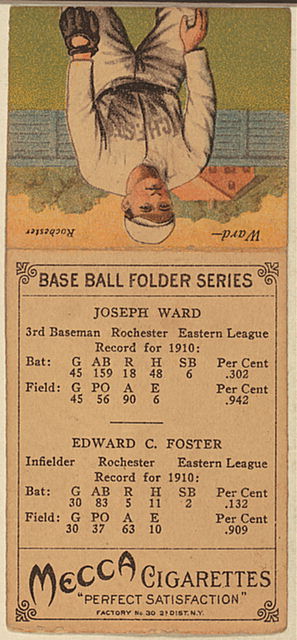 Ward—
Rochester
BASE BALL FOLDER SERIES
JOSEPH WARD
3rd Baseman Rochester Eastern League
Record for 1910:
Bat: G AB R H SB Per Cent
45 159 18 48 6 .302
Field: G PO A E Per Cent
45 56 90 6 .942
EDWARD C. FOSTER
Infielder Rochester Eastern League
Record for 1910:
Bat: G AB R H SB Per Cent
30 83 5 11 2 .132
Field: G PO A E Per Cent
30 37 63 10 .909
MECCA CIGARETTES
"PERFECT SATISFACTION"
FACTORY No. 30 2d DIST. N.Y.